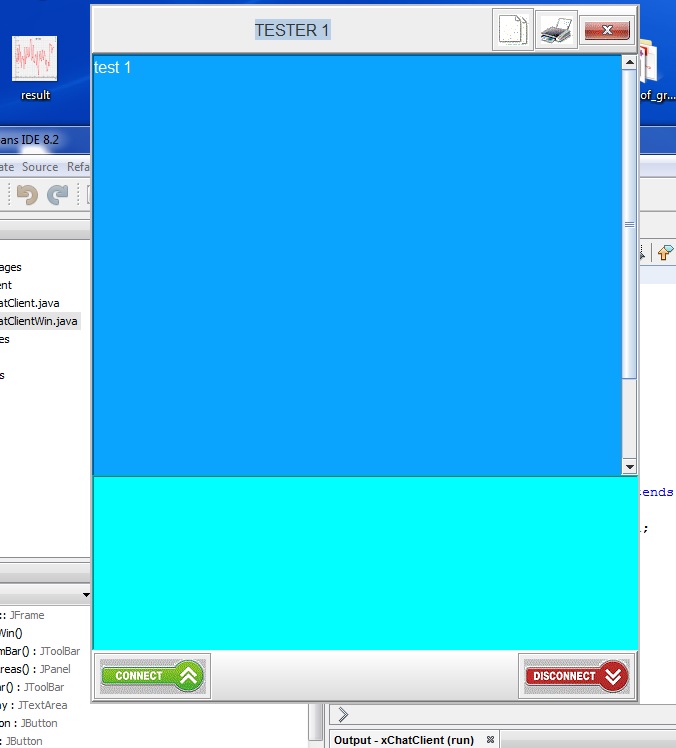 TESTER 1
test 1
result
of_gr...
ans IDE 8.2
ate Source Refa
ages
ent
atClient.java
atClientWin.java
es
s
ends
;
CONNECT
DISCONNECT
:: JFrame
Win()
mBar() : JToolBar
reas() : JPanel
ar() : JToolBar
ay : JTextArea
on : JButton
: JButton
Output - xChatClient (run)